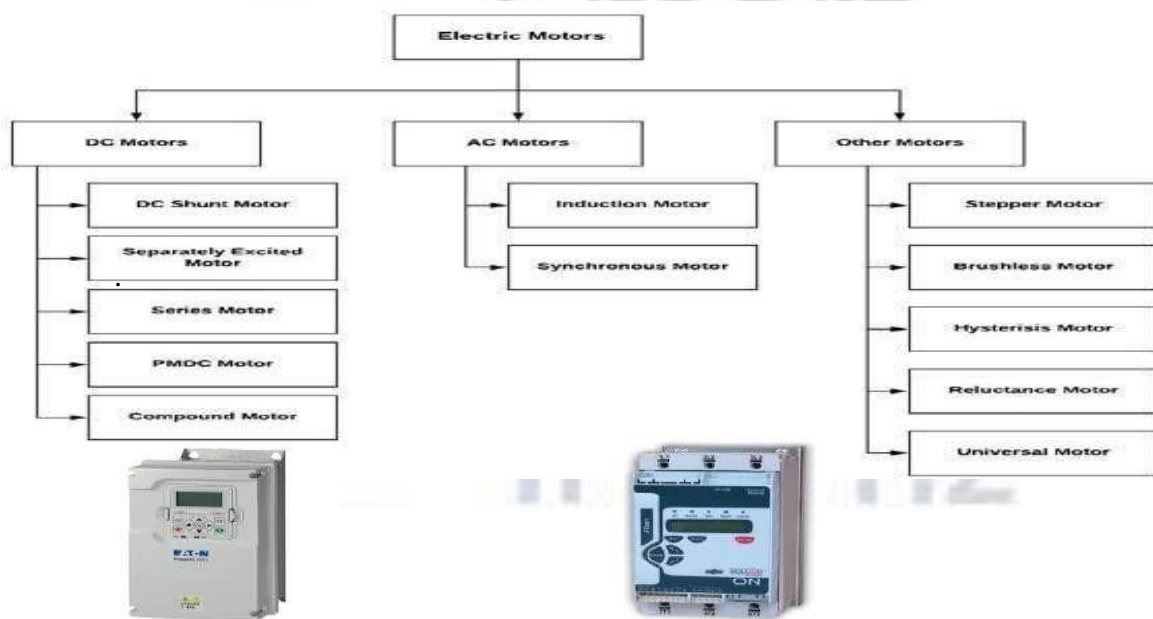 Electric Motors
DC Motors
AC Motors
Other Motors
DC Shunt Motor
Separately Excited
Motor
Series Motor
PMDC Motor
Compound Motor
Induction Motor
Synchronous Motor
Stepper Motor
Brushless Motor
Hysterisis Motor
Reluctance Motor
Universal Motor
EATON
ON